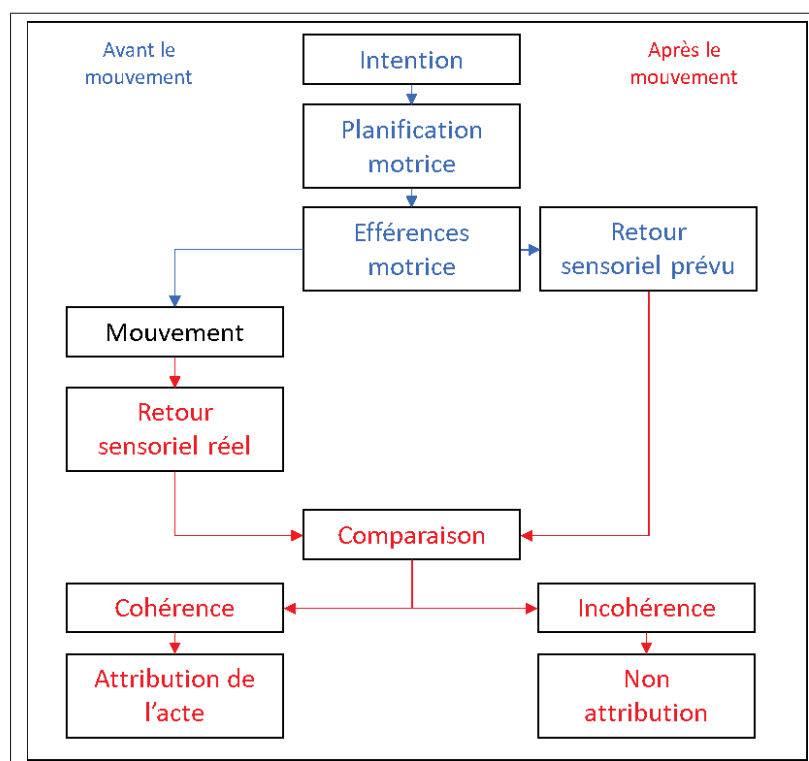 Avant le
mouvement
Intention
Après le
mouvement
Planification
motrice
Efférences
motrice
Retour
sensoriel prévu
Mouvement
Retour
sensoriel réel
Comparaison
Cohérence
Incohérence
Attribution de
l'acte
Non
attribution